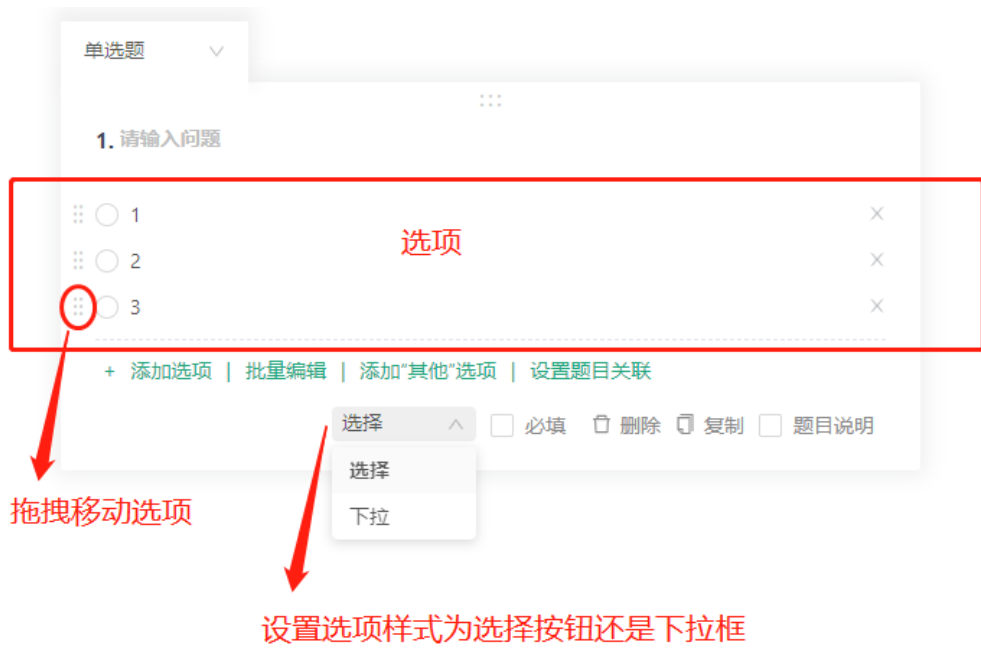 单选题
1. 请输入问题
1
选项
2
3
+ 添加选项 | 批量编辑 | 添加"其他"选项 | 设置题目关联
选择 必填 删除 复制 题目说明
选择
下拉
拖拽移动选项
设置选项样式为选择按钮还是下拉框